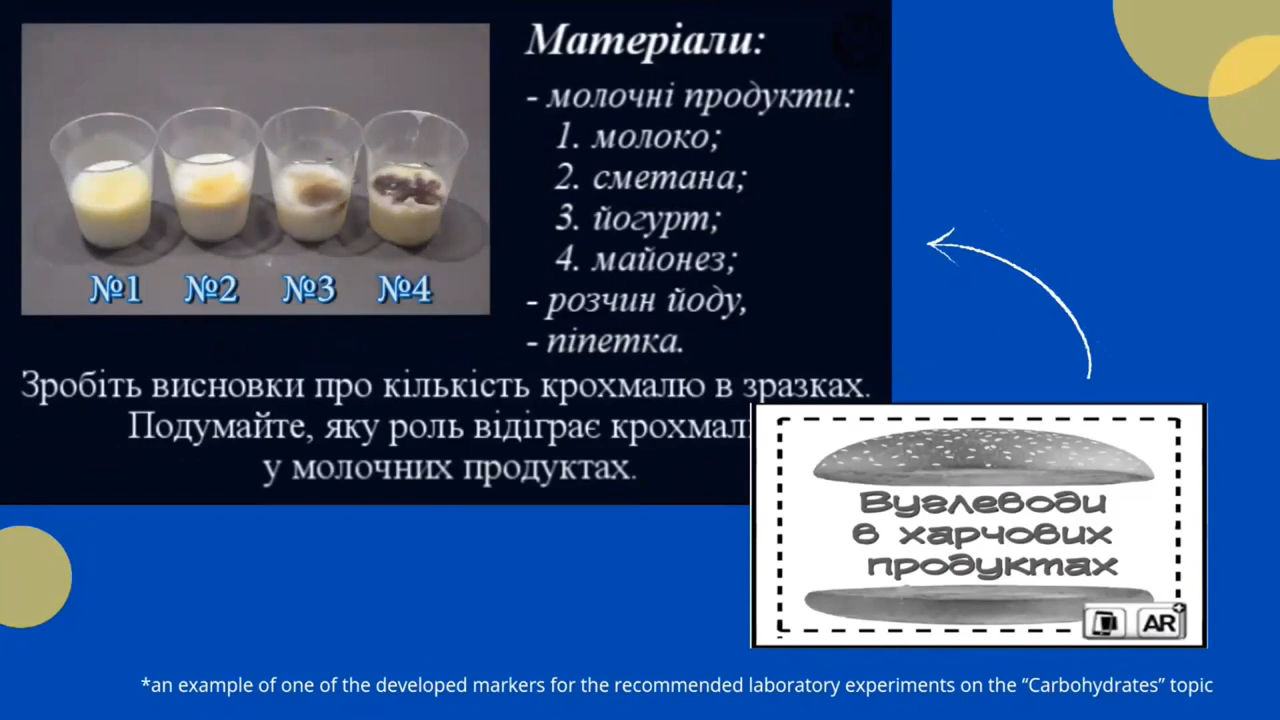 Матеріали:
- молочні продукти:
1. молоко;
2. сметана;
3. йогурт;
4. майонез;
- розчин йоду,
- піпетка.
№1 №2 №3 №4
Зробіть висновки про кількість крохмалю в зразках.
Подумайте, яку роль відіграє
у молочних продуктах.
Вуглеводи
в харчових
продуктах
AR
*an example of one of the developed markers for the recommended laboratory experiments on the “Carbohydrates” topic